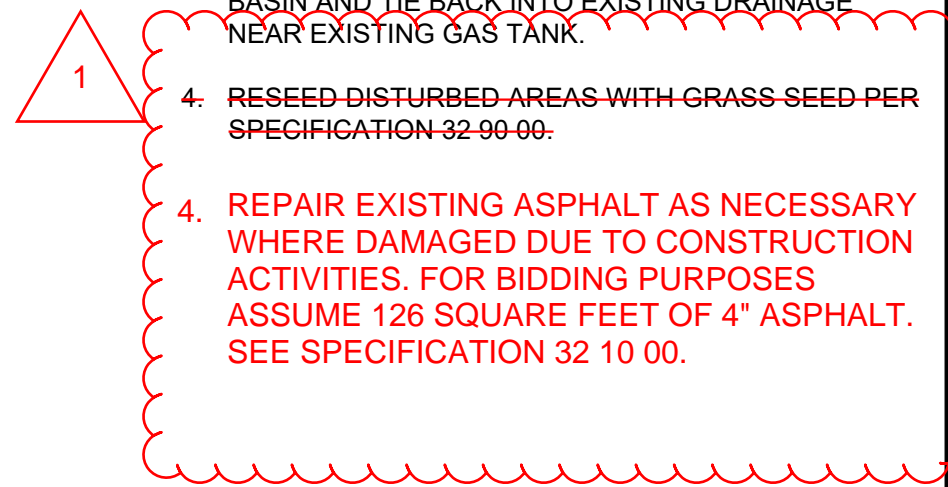 BASIN AND TIE BACK INTO EXISTING DRAINAGE
NEAR EXISTING GAS TANK.
1
4. RESEED DISTURBED AREAS WITH GRASS SEED PER
SPECIFICATION 32 90 00.
4. REPAIR EXISTING ASPHALT AS NECESSARY
WHERE DAMAGED DUE TO CONSTRUCTION
ACTIVITIES. FOR BIDDING PURPOSES
ASSUME 126 SQUARE FEET OF 4" ASPHALT.
SEE SPECIFICATION 32 10 00.